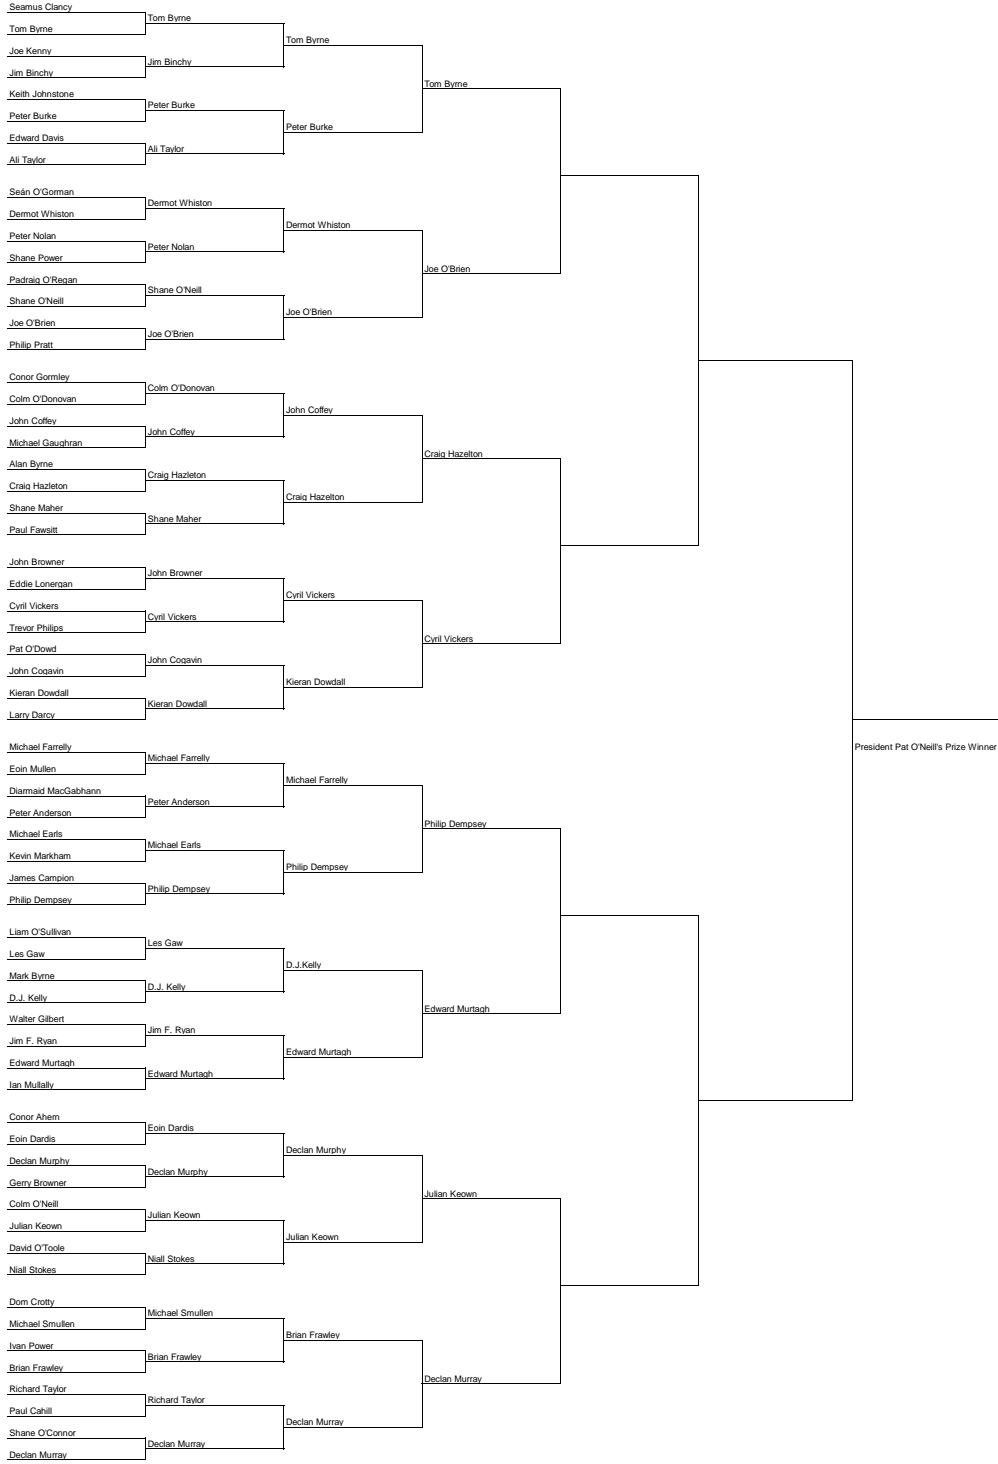 Seamus Clancy
Tom Byrne
Tom Byrne
Tom Byrne
Joe Kenny
Jim Binchy
Jim Binchy
Tom Byrne
Keith Johnstone
Peter Burke
Peter Burke
Peter Burke
Edward Davis
Ali Taylor
Ali Taylor
Seán O'Gorman
Dermot Whiston
Dermot Whiston
Dermot Whiston
Peter Nolan
Peter Nolan
Shane Power
Joe O'Brien
Padraig O'Regan
Shane O'Neill
Shane O'Neill
Joe O'Brien
Joe O'Brien
Joe O'Brien
Philip Pratt
Conor Gormley
Colm O'Donovan
Colm O'Donovan
John Coffey
John Coffey
John Coffey
Michael Gaughran
Craig Hazelton
Alan Byrne
Craig Hazleton
Craig Hazleton
Craig Hazelton
Shane Maher
Shane Maher
Paul Fawsitt
John Browner
John Browner
Eddie Lonergan
Cyril Vickers
Cyril Vickers
Cyril Vickers
Trevor Philips
Cyril Vickers
Pat O'Dowd
John Cogavin
John Cogavin
Kieran Dowdall
Kieran Dowdall
Kieran Dowdall
Larry Darcy
President Pat O'Neill's Prize Winner
Michael Farrelly
Michael Farrelly
Eoin Mullen
Michael Farrelly
Diarmaid MacGabhann
Peter Anderson
Peter Anderson
Philip Dempsey
Michael Earls
Michael Earls
Kevin Markham
Philip Dempsey
James Campion
Philip Dempsey
Philip Dempsey
Liam O'Sullivan
Les Gaw
Les Gaw
D.J.Kelly
Mark Byrne
D.J. Kelly
D.J. Kelly
Edward Murtagh
Walter Gilbert
Jim F. Ryan
Jim F. Ryan
Edward Murtagh
Edward Murtagh
Edward Murtagh
Ian Mullally
Conor Ahern
Eoin Dardis
Eoin Dardis
Declan Murphy
Declan Murphy
Declan Murphy
Gerry Browner
Julian Keown
Colm O'Neill
Julian Keown
Julian Keown
Julian Keown
David O'Toole
Niall Stokes
Niall Stokes
Dom Crotty
Michael Smullen
Michael Smullen
Brian Frawley
Ivan Power
Brian Frawley
Brian Frawley
Declan Murray
Richard Taylor
Richard Taylor
Paul Cahill
Declan Murray
Shane O'Connor
Declan Murray
Declan Murray